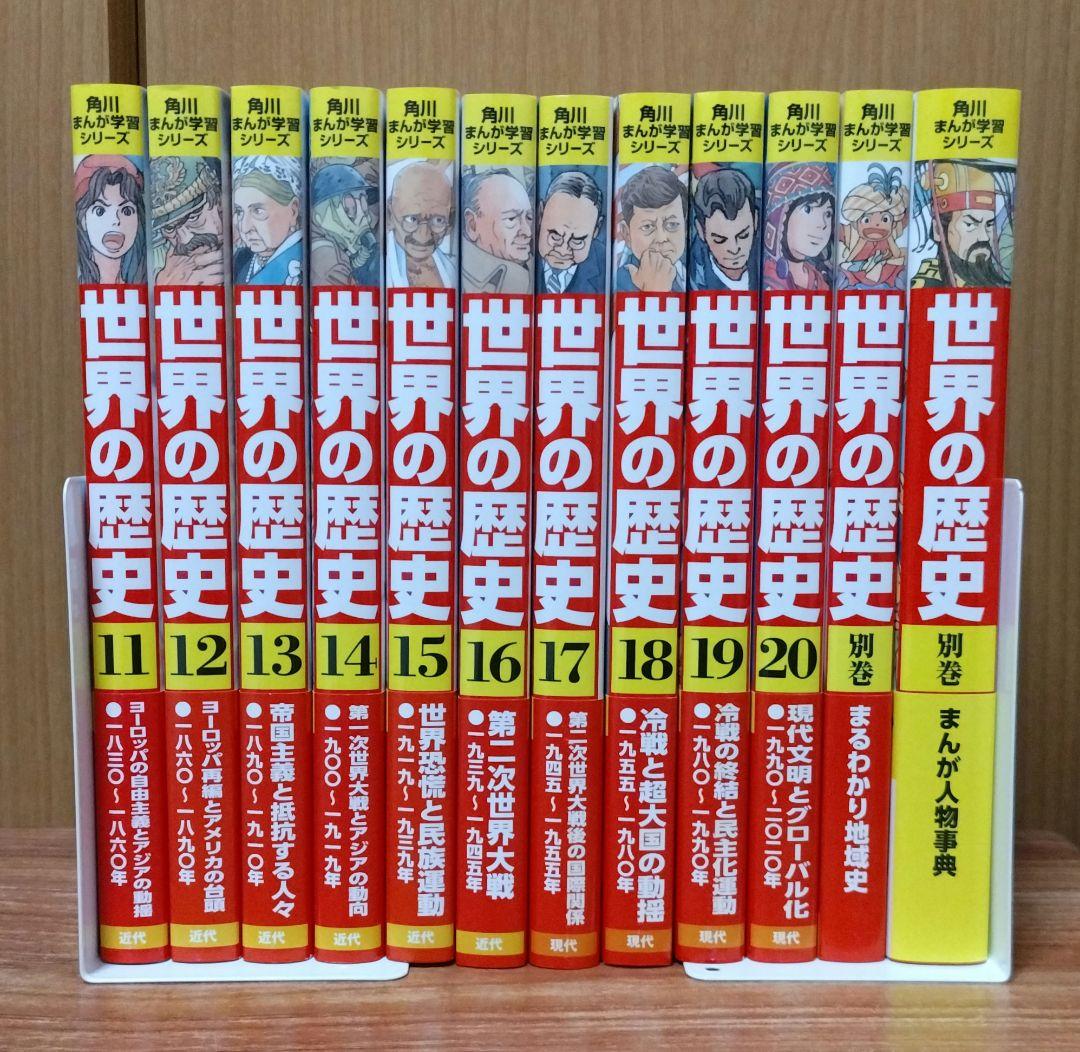 角川
まんが学習
シリーズ
世界の歴史
11
ヨーロッパの自由主義とアジアの動揺
●一八三〇～一八六〇年
近代
角川
まんが学習
シリーズ
世界の歴史
12
ヨーロッパ再編とアメリカの台頭
●一八六〇～一八九〇年
近代
角川
まんが学習
シリーズ
世界の歴史
13
帝国主義と抵抗する人々
●一八九〇～一九一〇年
近代
角川
まんが学習
シリーズ
世界の歴史
14
第一次世界大戦とアジアの動向
●一九〇〇～一九一九年
近代
角川
まんが学習
シリーズ
世界の歴史
15
世界恐慌と民族運動
●一九一九～一九三九年
近代
角川
まんが学習
シリーズ
世界の歴史
16
第二次世界大戦
●一九三九～一九四五年
近代
角川
まんが学習
シリーズ
世界の歴史
17
第二次世界大戦後の国際関係
●一九四五～一九五五年
現代
角川
まんが学習
シリーズ
世界の歴史
18
冷戦と超大国の動揺
●一九五五～一九八〇年
現代
角川
まんが学習
シリーズ
世界の歴史
19
冷戦の終結と民主化運動
●一九八〇～一九九〇年
現代
角川
まんが学習
シリーズ
世界の歴史
20
現代文明とグローバル化
●一九九〇～二〇二〇年
現代
角川
まんが学習
シリーズ
世界の歴史
別巻
まるわかり地域史
角川
まんが学習
シリーズ
世界の歴史
別巻
まんが人物事典